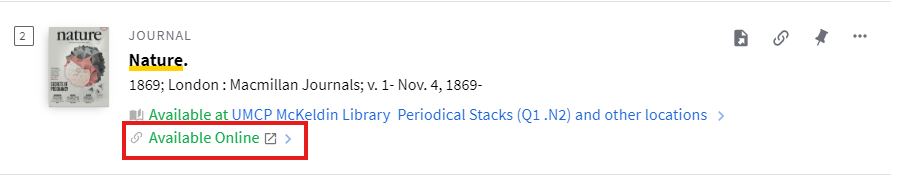 2
nature
JOURNAL
Nature.
1869; London : Macmillan Journals; v. 1- Nov. 4, 1869-
Available at UMCP McKeldin Library Periodical Stacks (Q1 .N2) and other locations
Available Online